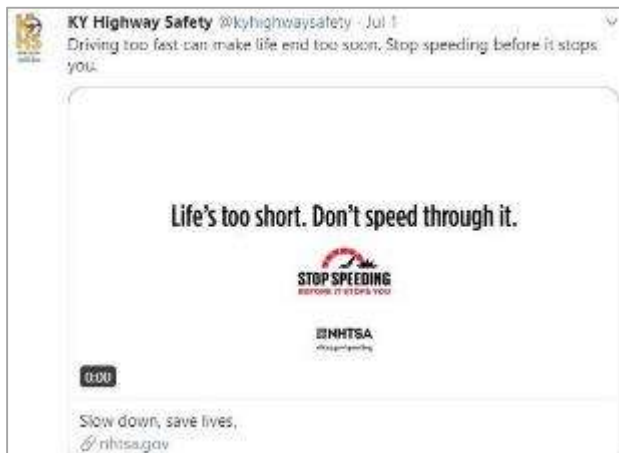 KY Highway Safety @kyhighwaysafety · Jul 1
Driving too fast can make life end too soon. Stop speeding before it stops
you.
Life's too short. Don't speed through it.
STOP SPEEDING
BEFORE IT STOPS YOU
NHTSA
0:00
Slow down, save lives.
nhtsa.gov